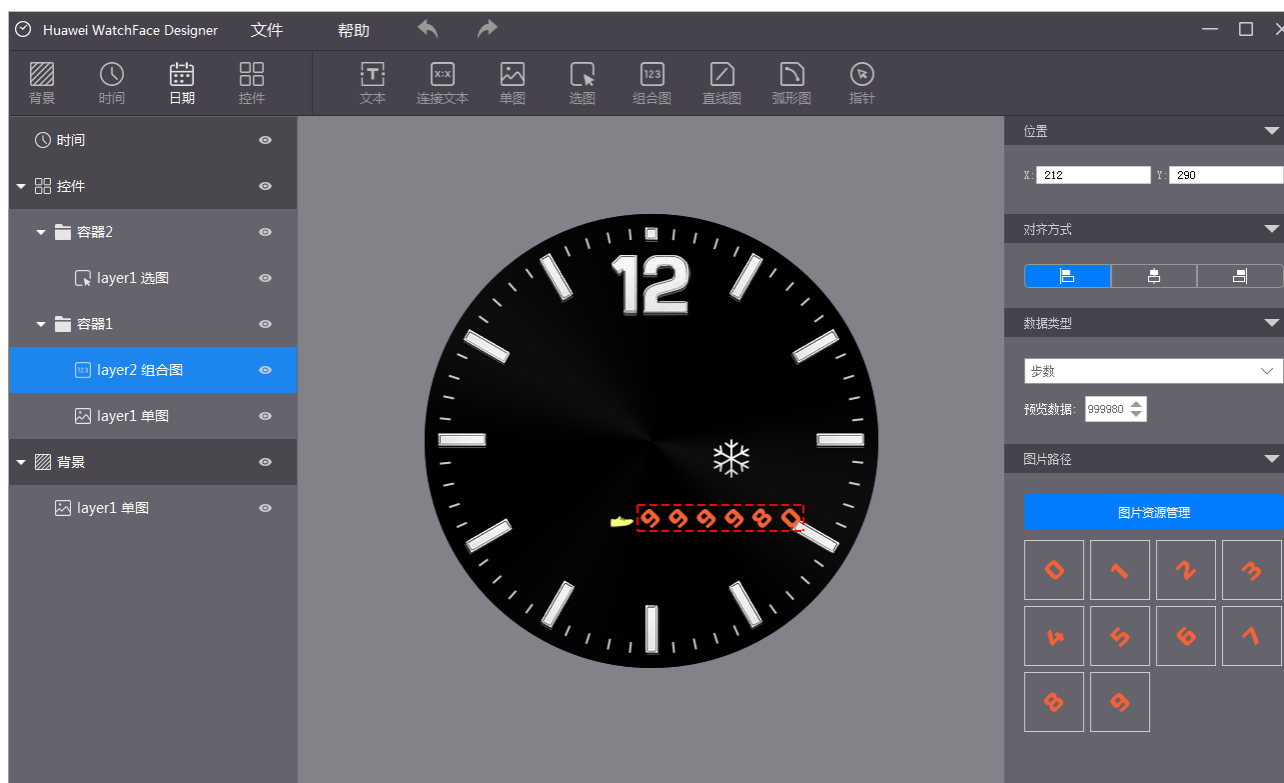 Huawei WatchFace Designer 文件 帮助
背景 时间 日期 控件 文本 连接文本 单图 选图 组合图 直线图 弧形图 指针
时间
控件
容器2
layer1 选图
容器1
layer2 组合图
layer1 单图
背景
layer1 单图
12
999980
位置
X: 212 Y: 290
对齐方式
数据类型
步数
预览数据: 999980
图片路径
图片资源管理
0 1 2 3
4 5 6 7
8 9